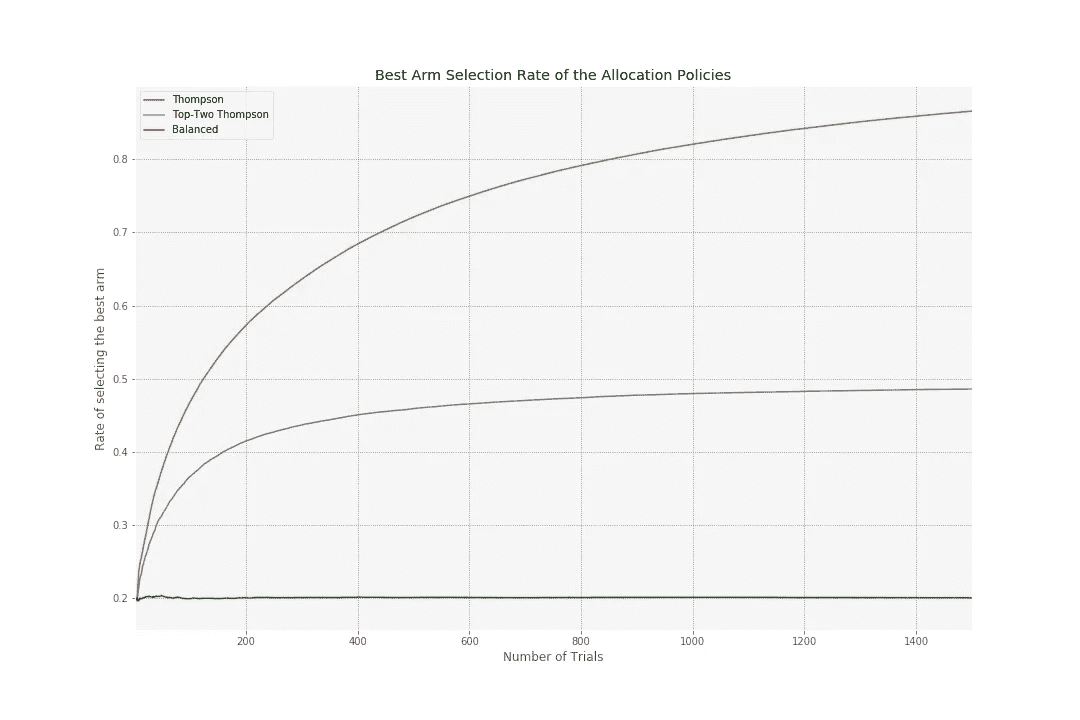 Best Arm Selection Rate of the Allocation Policies
Thompson
Top-Two Thompson
Balanced
0.8
0.7
0.6
0.5
0.4
0.3
0.2
Rate of selecting the best arm
200 400 600 800 1000 1200 1400
Number of Trials